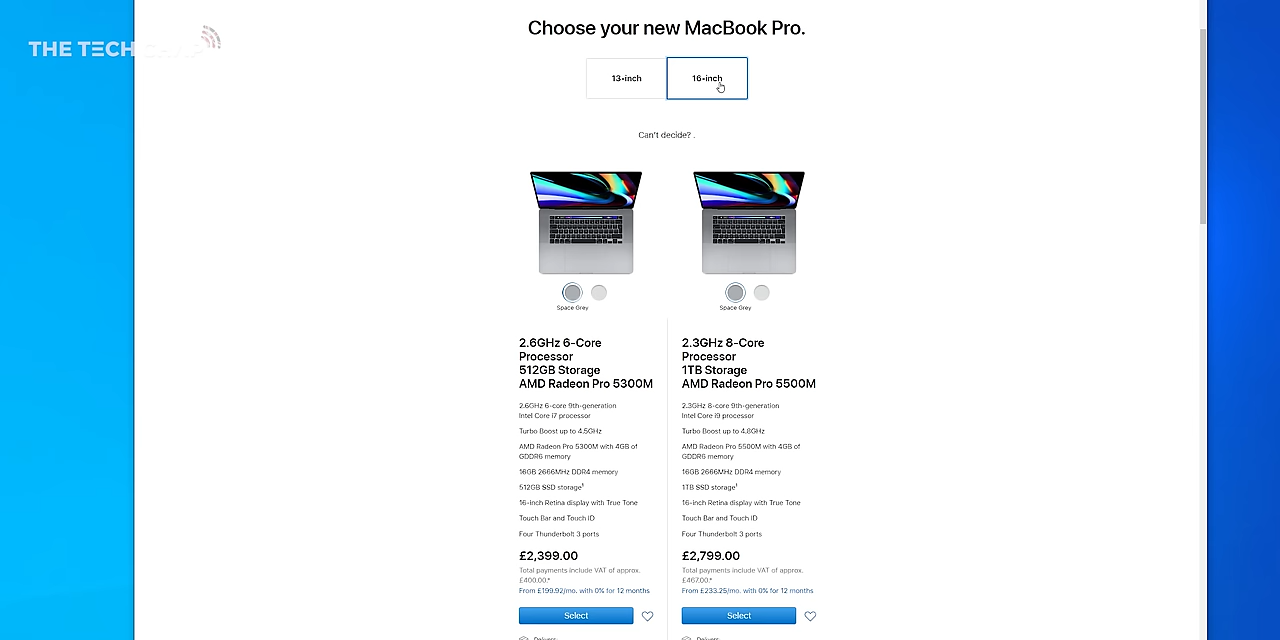 Choose your new MacBook Pro.
THE TECH CHAP
13-inch
16-inch
Can't decide? .
Space Grey
2.6GHz 6-Core
Processor
512GB Storage
AMD Radeon Pro 5300M
2.6GHz 6-core 9th-generation
Intel Core i7 processor
Turbo Boost up to 4.5GHz
AMD Radeon Pro 5300M with 4GB of
GDDR6 memory
16GB 2666MHz DDR4 memory
512GB SSD storage¹
16-inch Retina display with True Tone
Touch Bar and Touch ID
Four Thunderbolt 3 ports
£2,399.00
Total payments include VAT of approx.
£400.00.*
From £199.92/mo. with 0% for 12 months
Select
Delivers
Space Grey
2.3GHz 8-Core
Processor
1TB Storage
AMD Radeon Pro 5500M
2.3GHz 8-core 9th-generation
Intel Core i9 processor
Turbo Boost up to 4.8GHz
AMD Radeon Pro 5500M with 4GB of
GDDR6 memory
16GB 2666MHz DDR4 memory
1TB SSD storage¹
16-inch Retina display with True Tone
Touch Bar and Touch ID
Four Thunderbolt 3 ports
£2,799.00
Total payments include VAT of approx.
£467.00.*
From £233.25/mo. with 0% for 12 months
Select
Delivers